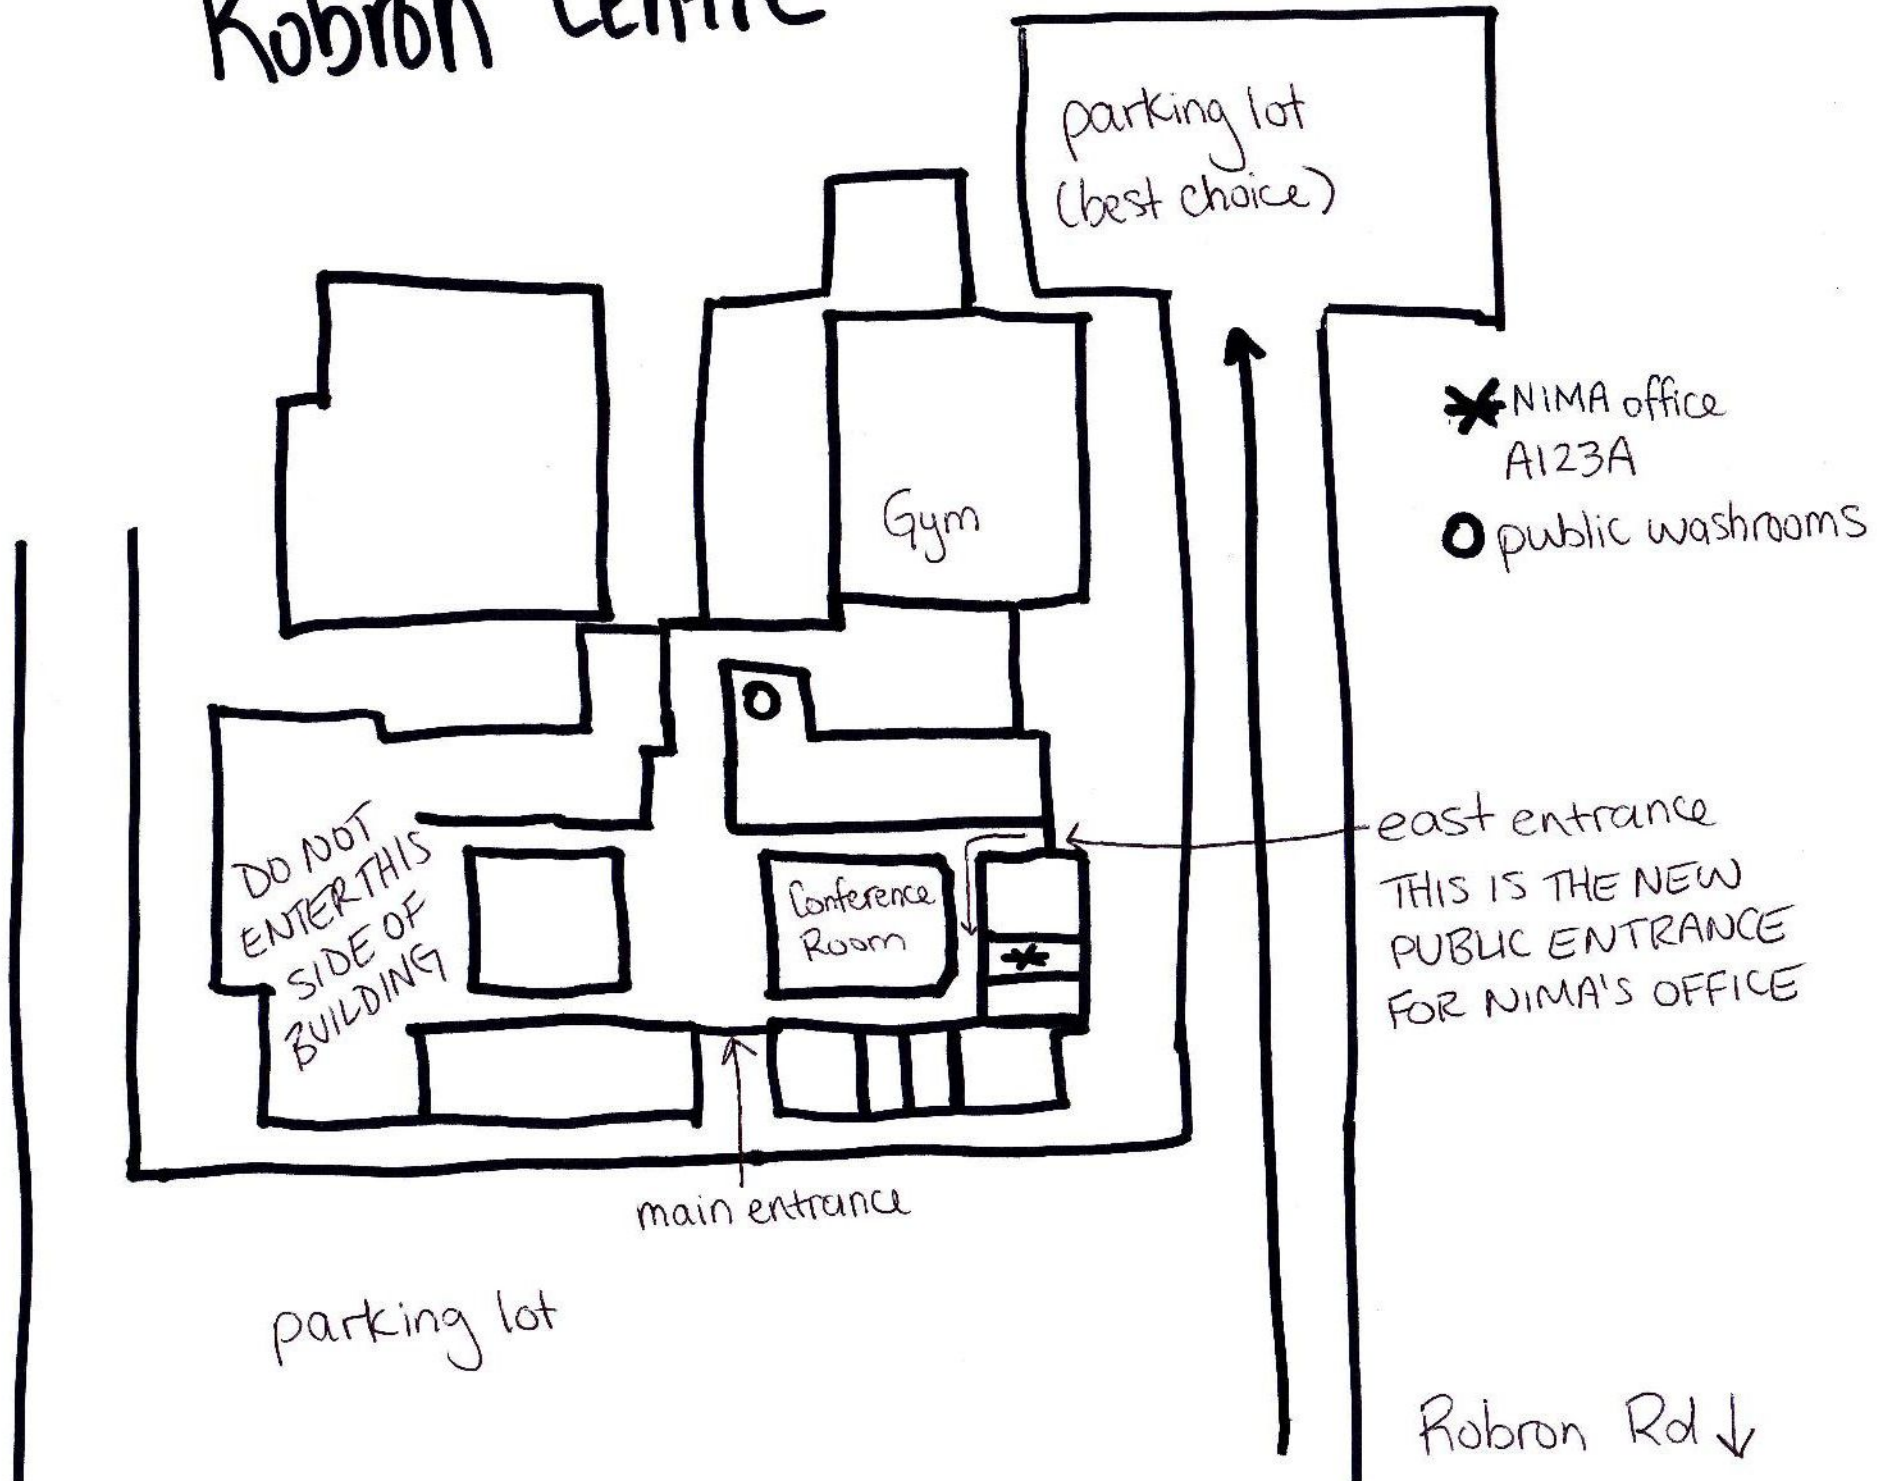 Robron Centre
parking lot
(best choice)
NIMA office
A123A
public washrooms
Gym
east entrance
THIS IS THE NEW
PUBLIC ENTRANCE
FOR NIMA'S OFFICE
DO NOT
ENTER THIS
SIDE OF
BUILDING
Conference
Room
main entrance
parking lot
Robron Rd ↓